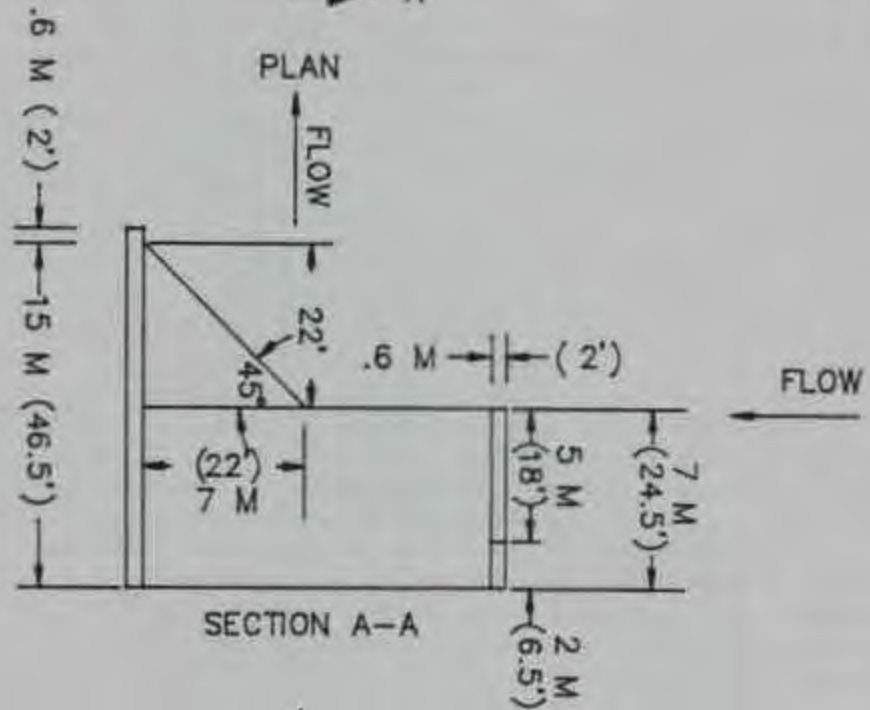 PLAN
FLOW
.6 M (2')
15 M (46.5')
22'
45°
(22')
7 M
.6 M
(2')
FLOW
5 M
(18')
7 M
(24.5')
2 M
(6.5')
SECTION A-A